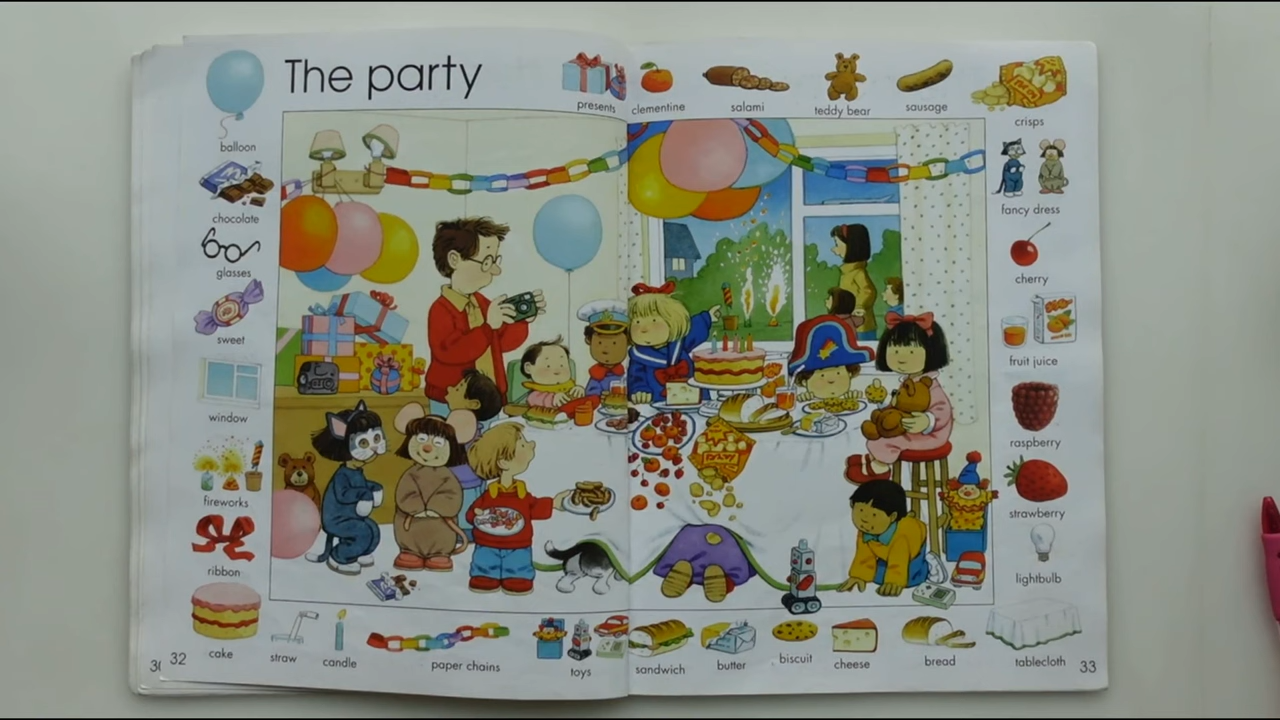 The party
presents
clementine
salami
teddy bear
sausage
crisps
balloon
chocolate
glasses
sweet
window
fireworks
ribbon
cake
fancy dress
cherry
fruit juice
raspberry
strawberry
lightbulb
tablecloth
straw
candle
paper chains
toys
sandwich
butter
biscuit
cheese
bread
32
33